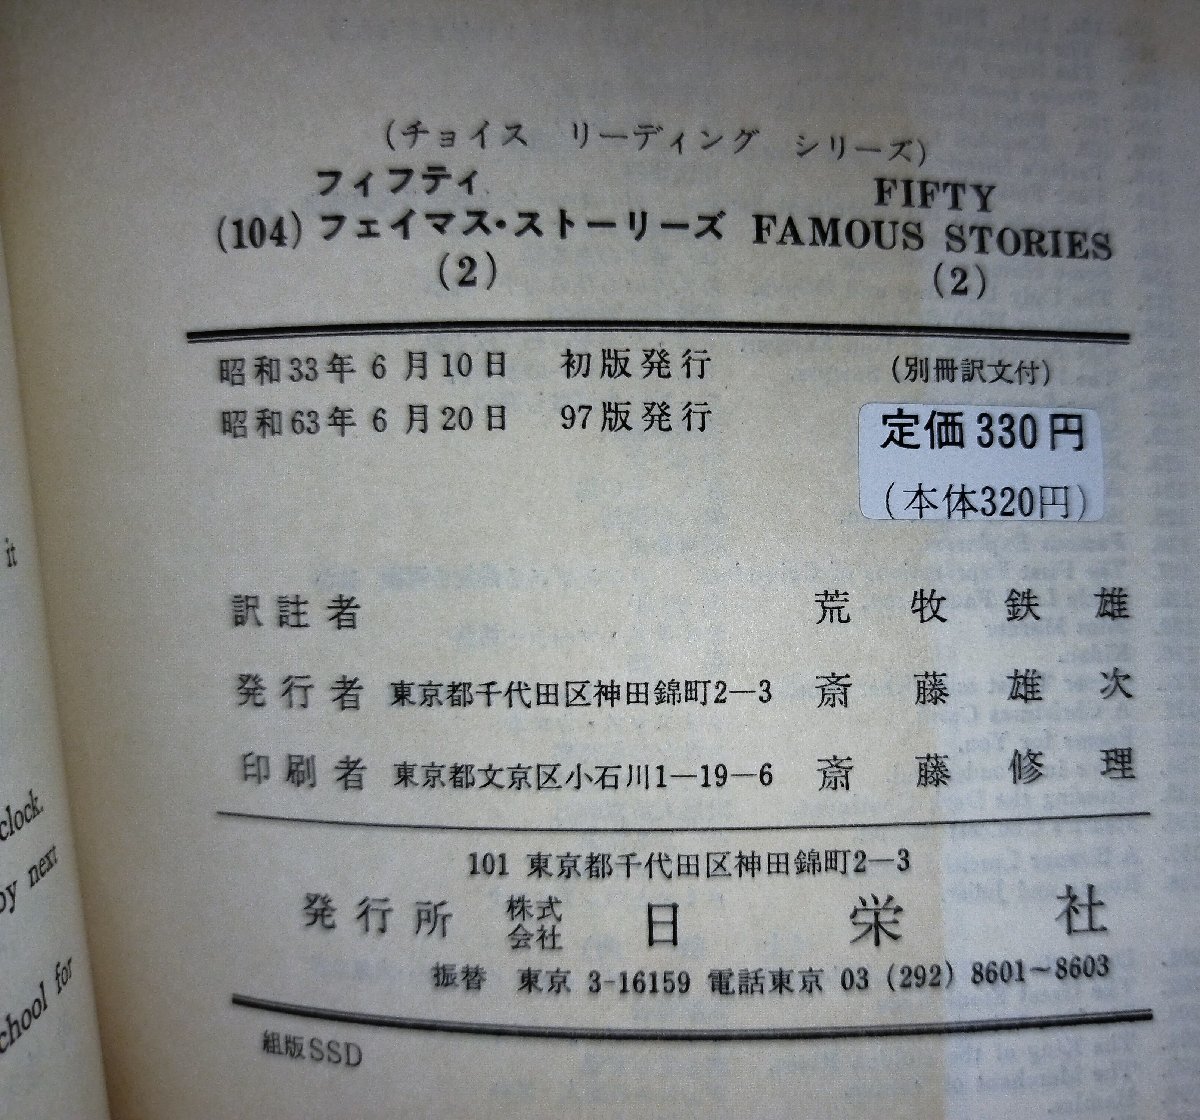 (チョイス リーディング シリーズ)
フィフティ
(104) フェイマス・ストーリーズ
(2)
FIFTY
FAMOUS STORIES
(2)
昭和33年 6 月10日 初版発行 (別冊訳文付)
昭和63年 6 月20日 97版発行
定価 330円
(本体320円)
訳註者 荒牧鉄雄
発行者 東京都千代田区神田錦町2―3 斎藤雄次
印刷者 東京都文京区小石川1―19―6 斎藤修理
101 東京都千代田区神田錦町2―3
発行所 株式会社 日栄社
振替 東京 3-16159 電話東京 03 (292) 8601~8603
組版SSD
it
clock.
by next
school for